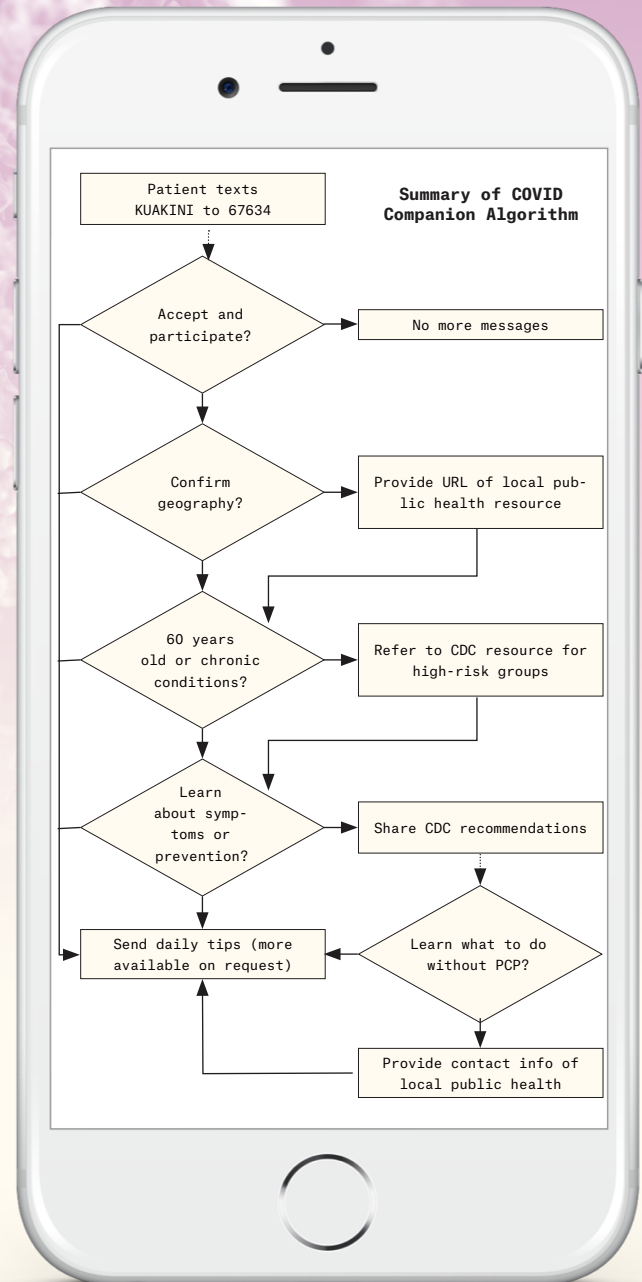 Patient texts
KUAKINI to 67634
Summary of COVID
Companion Algorithm
Accept and
participate?
No more messages
Confirm
geography?
Provide URL of local pub-
lic health resource
60 years
old or chronic
conditions?
Refer to CDC resource for
high-risk groups
Learn
about symp-
toms or
prevention?
Share CDC recommendations
Send daily tips (more
available on request)
Learn what to do
without PCP?
Provide contact info of
local public health